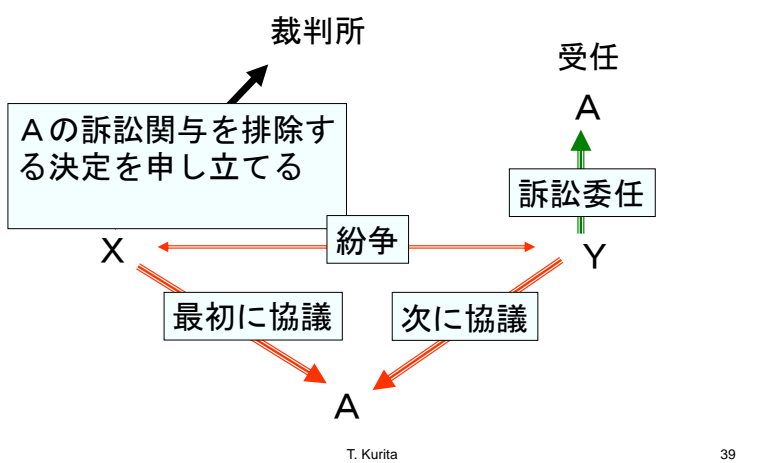 裁判所
受任
A
Aの訴訟関与を排除す
る決定を申し立てる
訴訟委任
X
紛争
Y
最初に協議
次に協議
A
T. Kurita
39